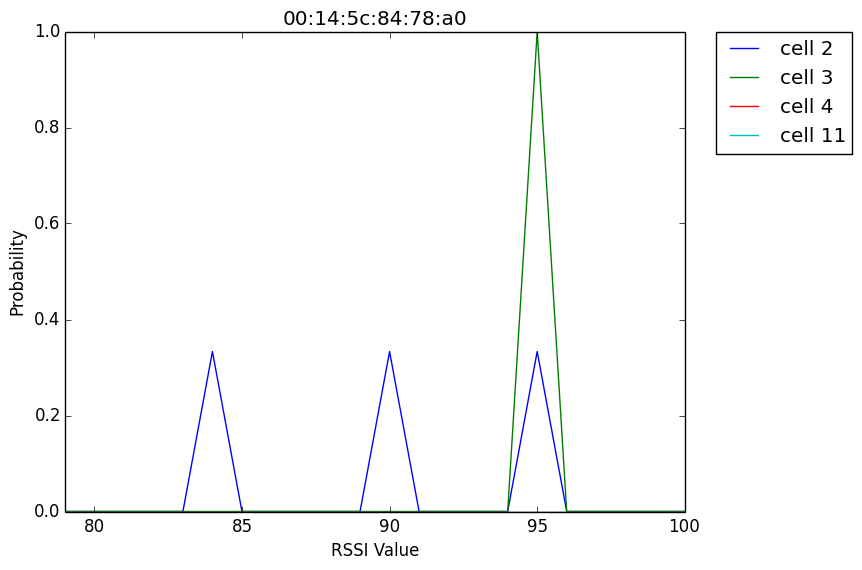 00:14:5c:84:78:a0
1.0
0.8
0.6
0.4
0.2
0.0
Probability
80 85 90 95 100
RSSI Value
cell 2
cell 3
cell 4
cell 11